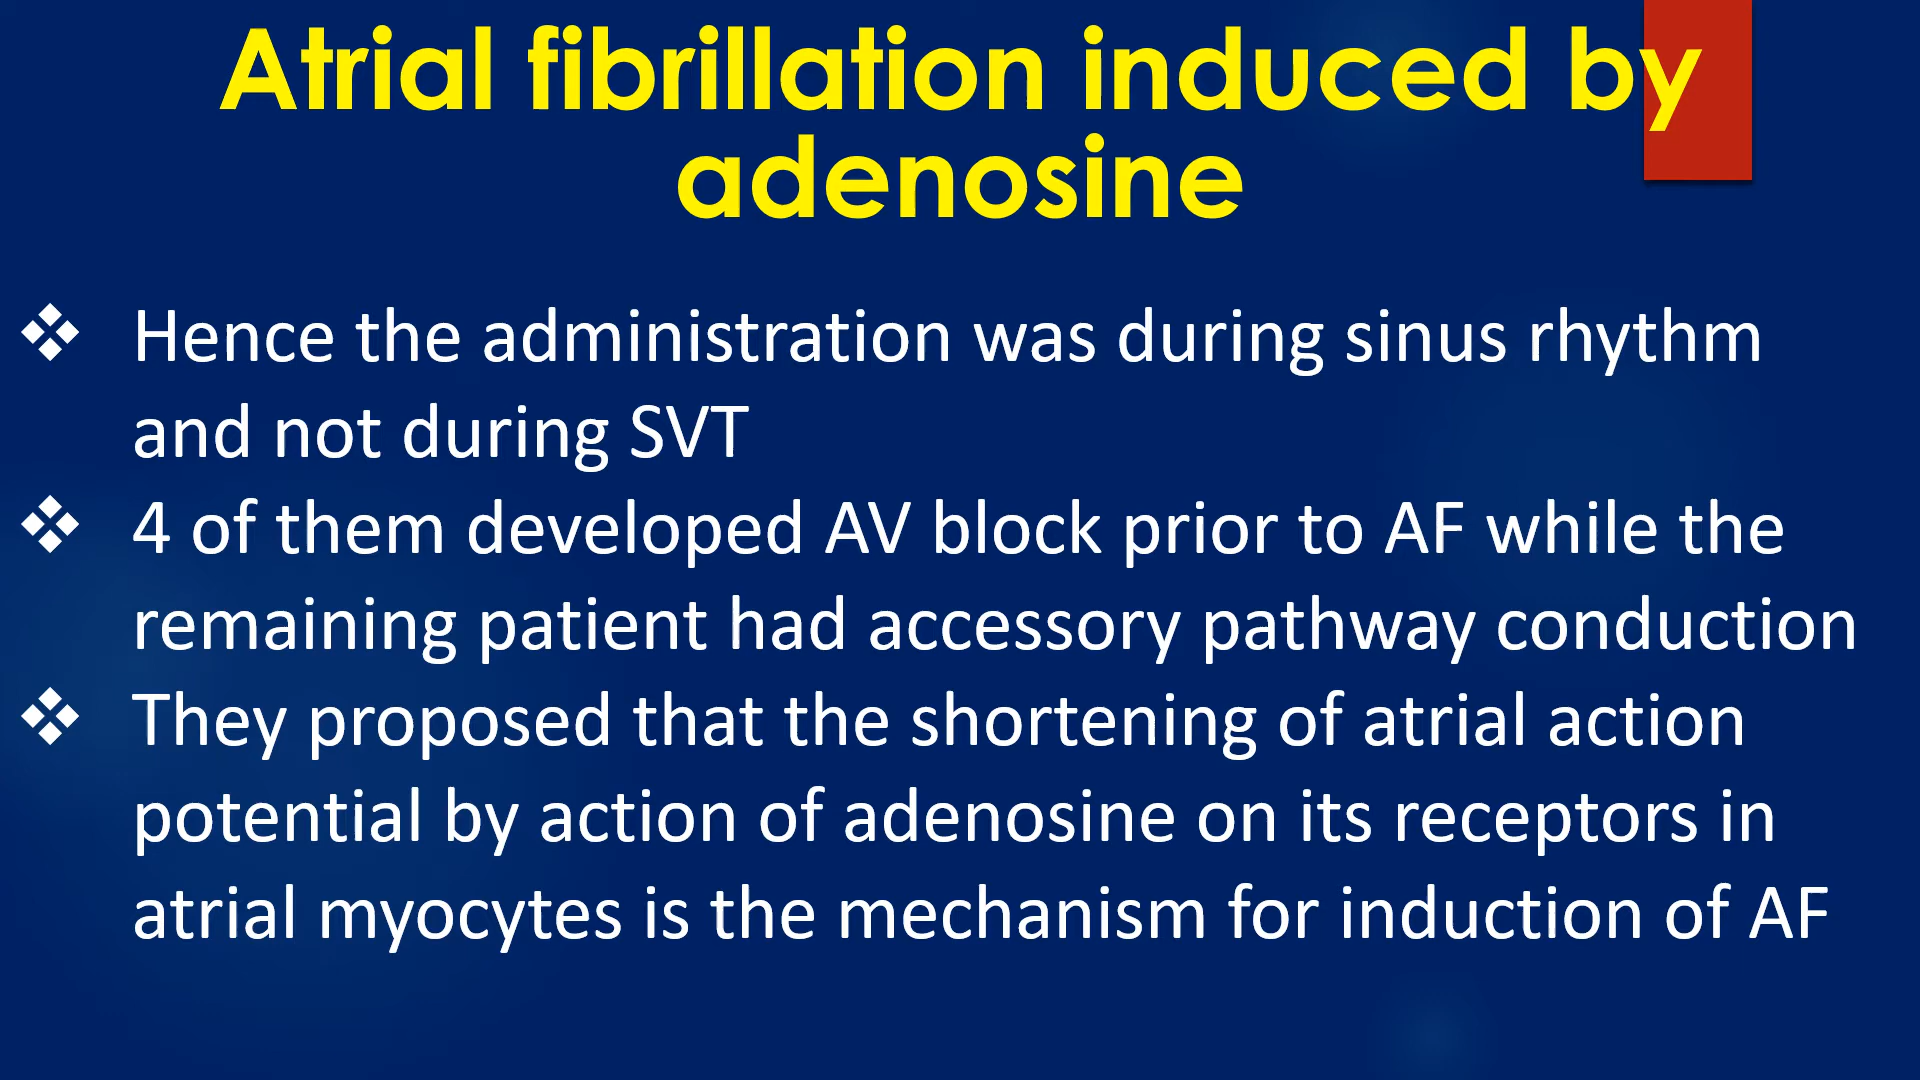 Atrial fibrillation induced by
adenosine
❖ Hence the administration was during sinus rhythm
and not during SVT
❖ 4 of them developed AV block prior to AF while the
remaining patient had accessory pathway conduction
❖ They proposed that the shortening of atrial action
potential by action of adenosine on its receptors in
atrial myocytes is the mechanism for induction of AF